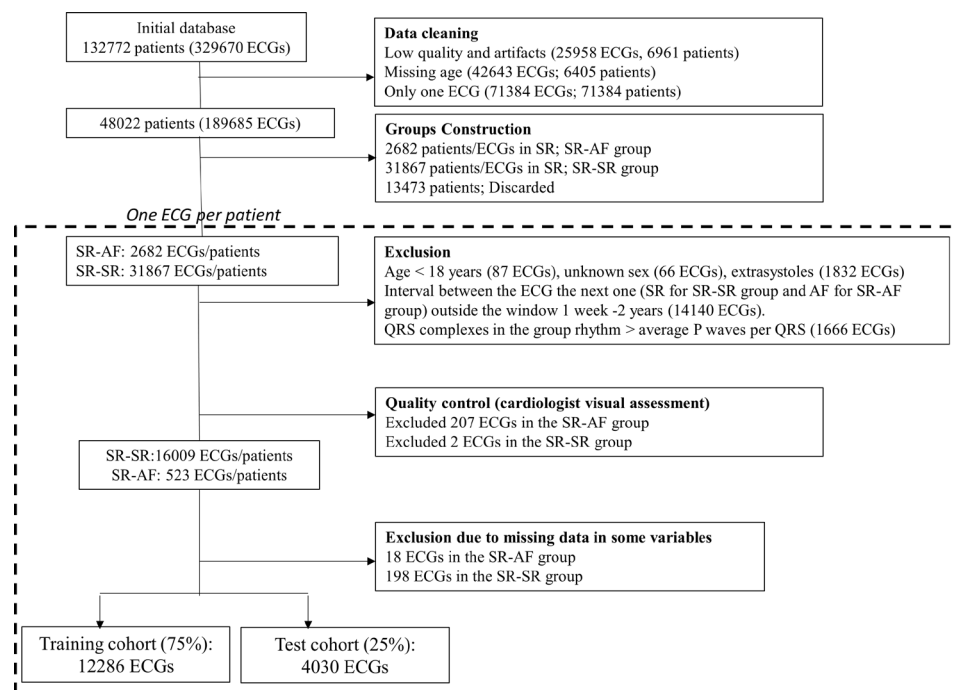 Initial database
132772 patients (329670 ECGs)
Data cleaning
Low quality and artifacts (25958 ECGs, 6961 patients)
Missing age (42643 ECGs; 6405 patients)
Only one ECG (71384 ECGs; 71384 patients)
48022 patients (189685 ECGs)
Groups Construction
2682 patients/ECGs in SR; SR-AF group
31867 patients/ECGs in SR; SR-SR group
13473 patients; Discarded
One ECG per patient
SR-AF: 2682 ECGs/patients
SR-SR: 31867 ECGs/patients
Exclusion
Age < 18 years (87 ECGs), unknown sex (66 ECGs), extrasystoles (1832 ECGs)
Interval between the ECG the next one (SR for SR-SR group and AF for SR-AF
group) outside the window 1 week -2 years (14140 ECGs).
QRS complexes in the group rhythm > average P waves per QRS (1666 ECGs)
Quality control (cardiologist visual assessment)
Excluded 207 ECGs in the SR-AF group
Excluded 2 ECGs in the SR-SR group
SR-SR:16009 ECGs/patients
SR-AF: 523 ECGs/patients
Exclusion due to missing data in some variables
18 ECGs in the SR-AF group
198 ECGs in the SR-SR group
Training cohort (75%):
12286 ECGs
Test cohort (25%):
4030 ECGs